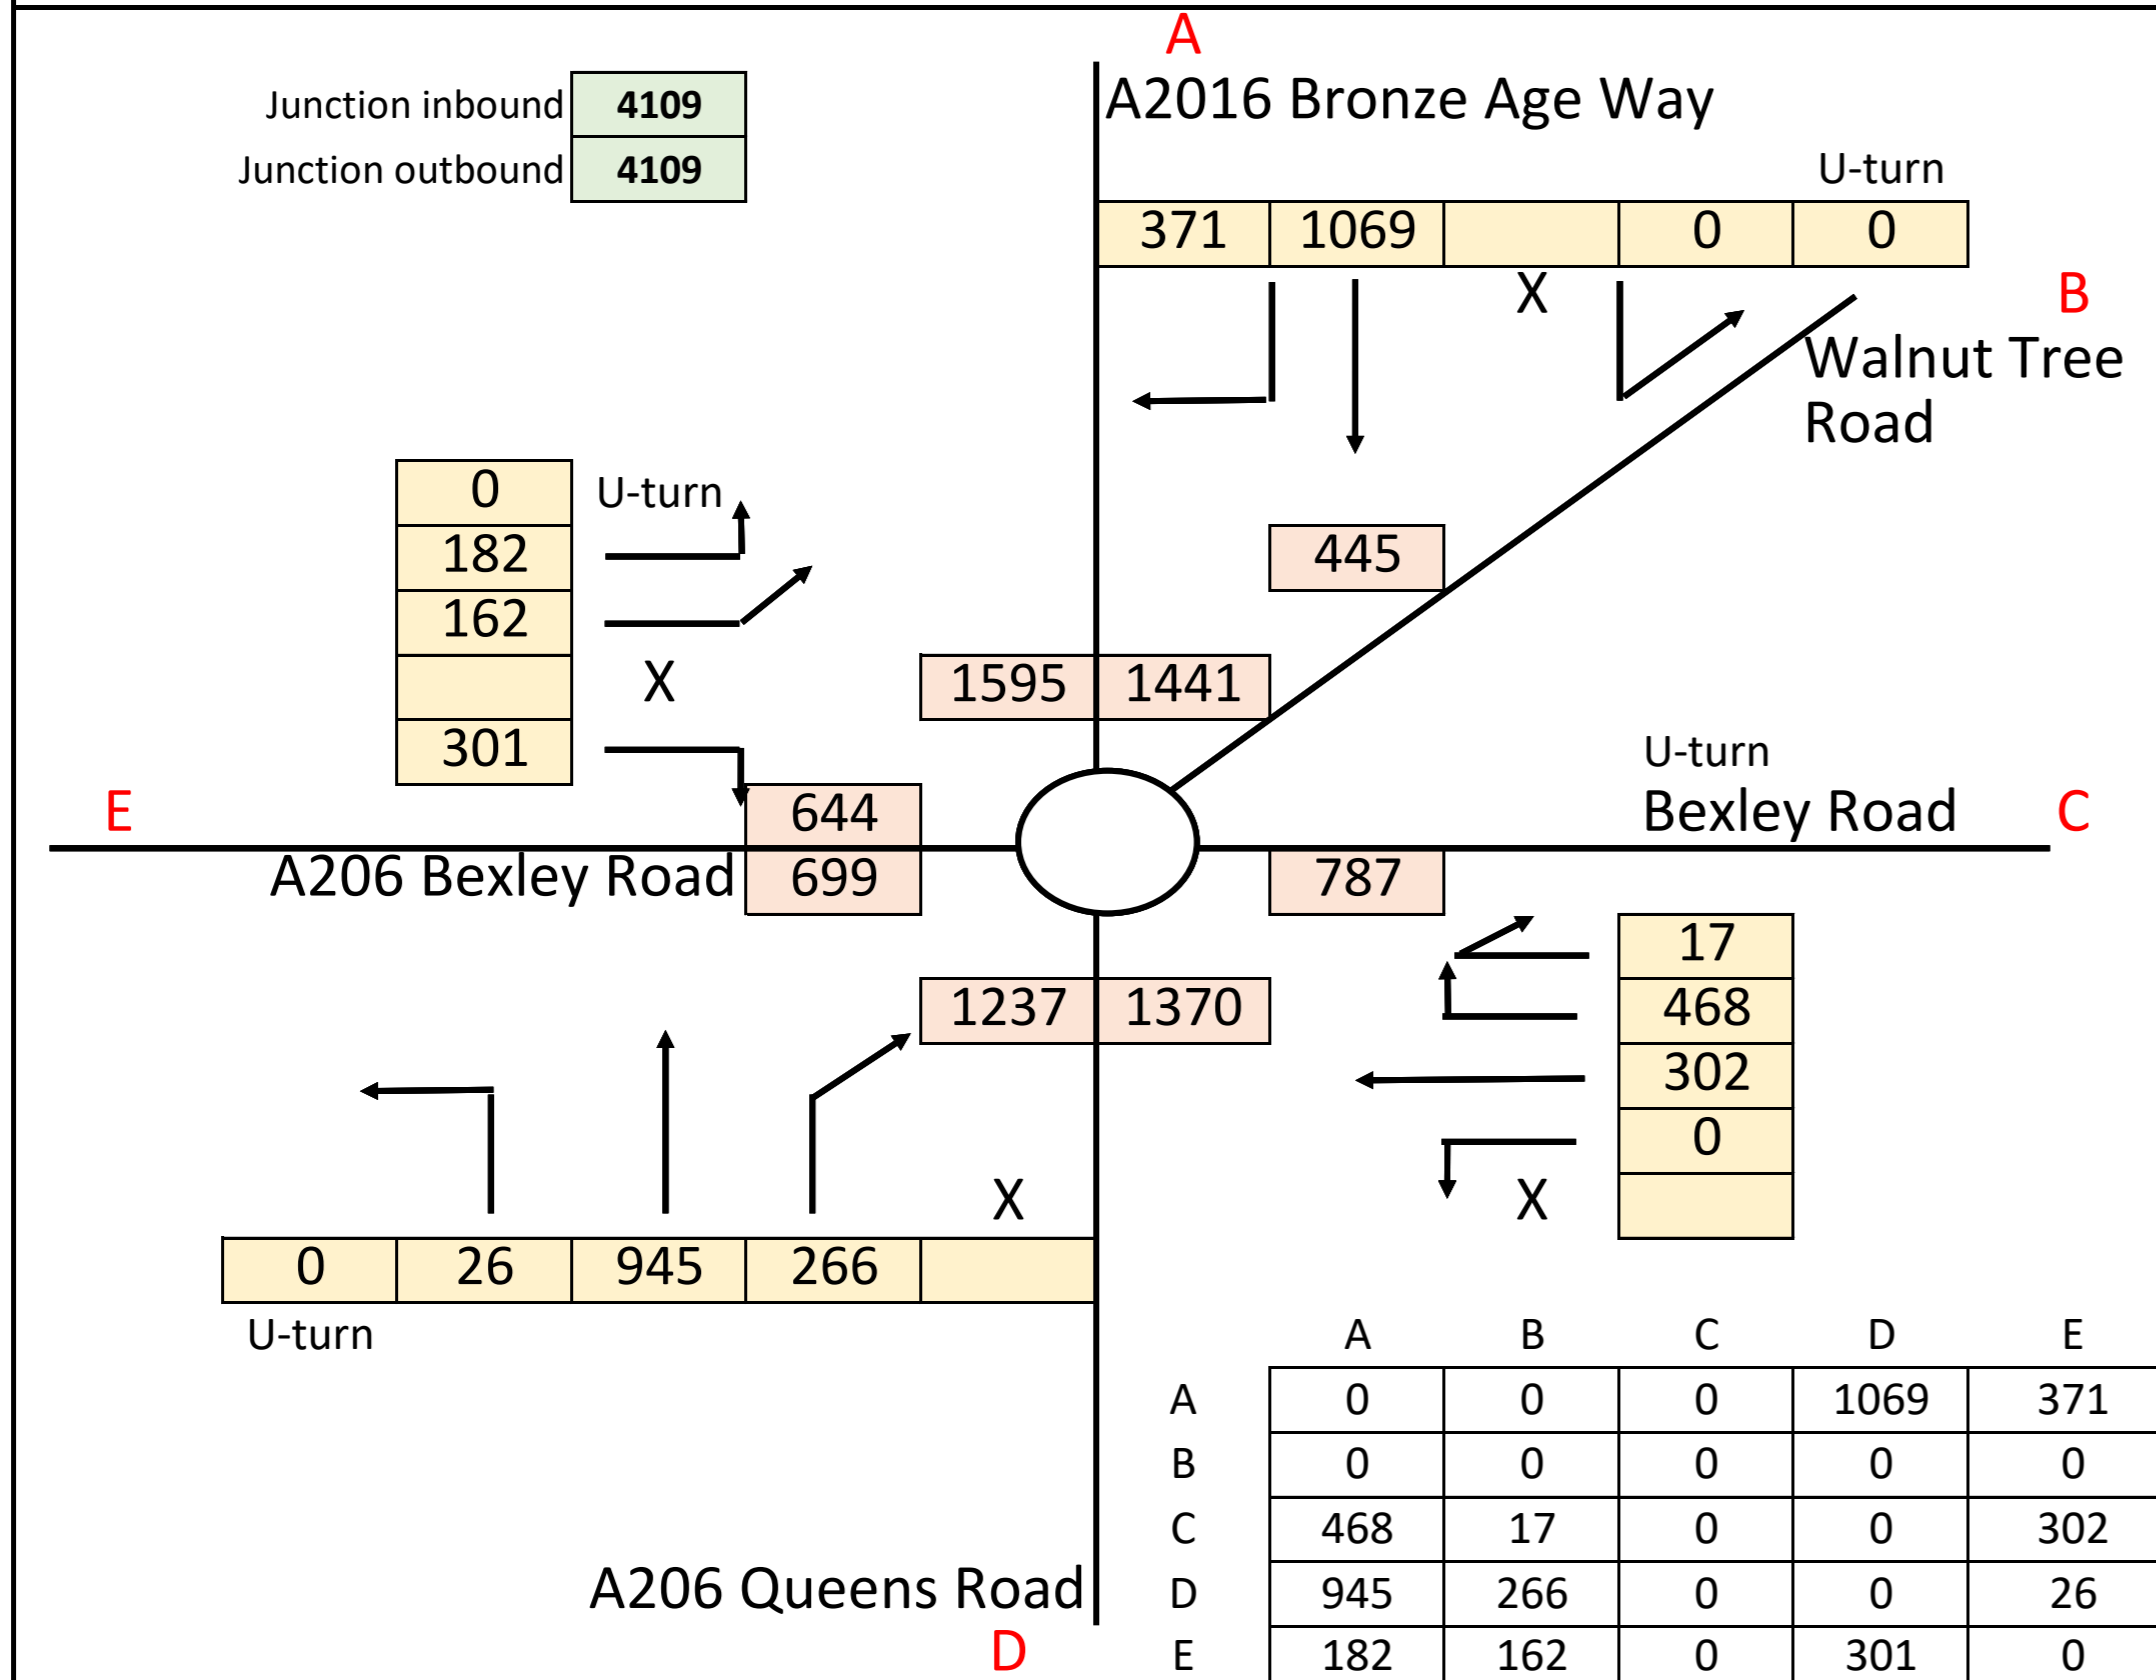 A
Junction inbound 4109
A2016 Bronze Age Way
Junction outbound 4109
U-turn
371 1069 0 0
X
B
Walnut Tree
Road
0 U-turn
182
445
162
X
1595 1441
301
U-turn
E
644
Bexley Road C
A206 Bexley Road 699
787
17
1237 1370
468
302
0
X
X
0 26 945 266
U-turn
A B C D E
A 0 0 0 1069 371
B 0 0 0 0 0
C 468 17 0 0 302
A206 Queens Road
D 945 266 0 0 26
D
E 182 162 0 301 0